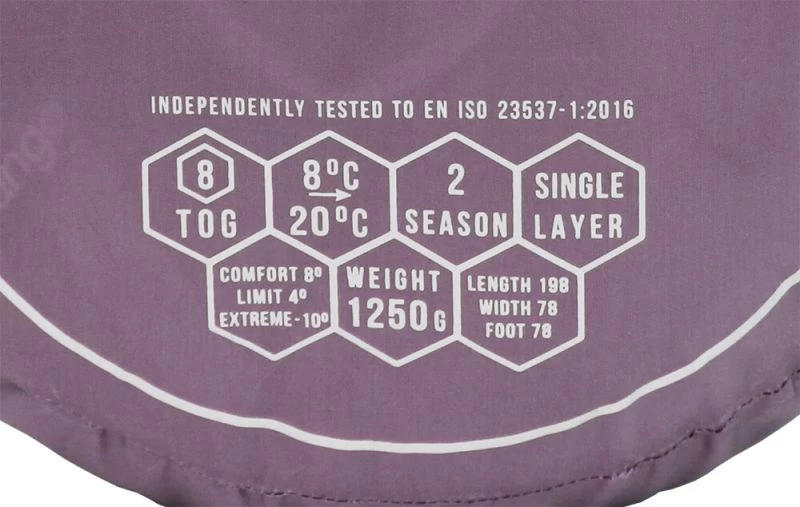 INDEPENDENTLY TESTED TO EN ISO 23537-1:2016
8
TOG
8ºC
20ºC
2
SEASON
SINGLE
LAYER
COMFORT 8º
LIMIT 4º
EXTREME-10º
WEIGHT
1250G
LENGTH 198
WIDTH 78
FOOT 78